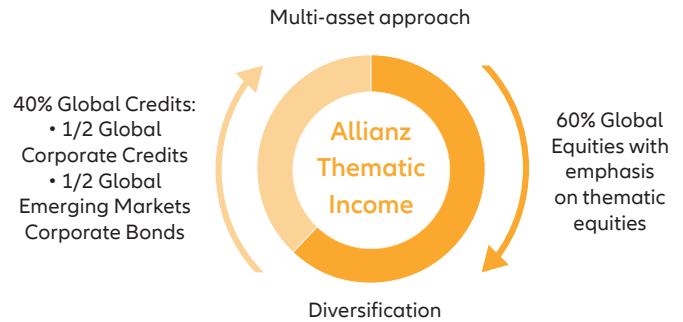 Multi-asset approach
40% Global Credits:
• 1/2 Global
Corporate Credits
• 1/2 Global
Emerging Markets
Corporate Bonds
Allianz
Thematic
Income
60% Global
Equities with
emphasis
on thematic
equities
Diversification